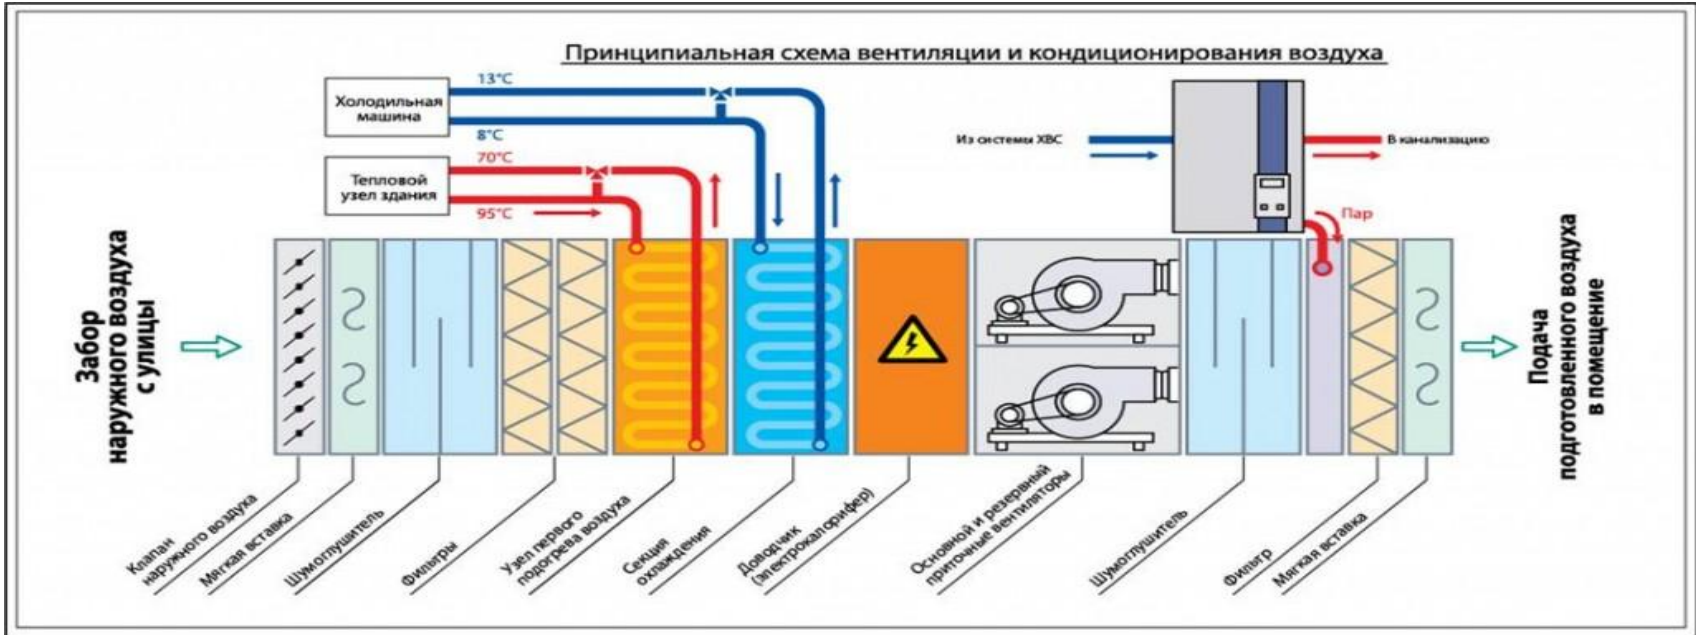 Принципиальная схема вентиляции и кондиционирования воздуха
Холодильная
машина
13°C
8°C
Тепловой
узел здания
70°C
95°C
Из системы ХВС
В канализацию
Пар
Забор
наружного воздуха
с улицы
Подача
подготовленного воздуха
в помещение
Клапан
наружного воздуха
Мягкая вставка
Шумоглушитель
Фильтры
Узел первого
подогрева воздуха
Секция
охлаждения
Доводчик
(электрокалорифер)
Основной и резервный
приточные вентиляторы
Шумоглушитель
Фильтр
Мягкая вставка